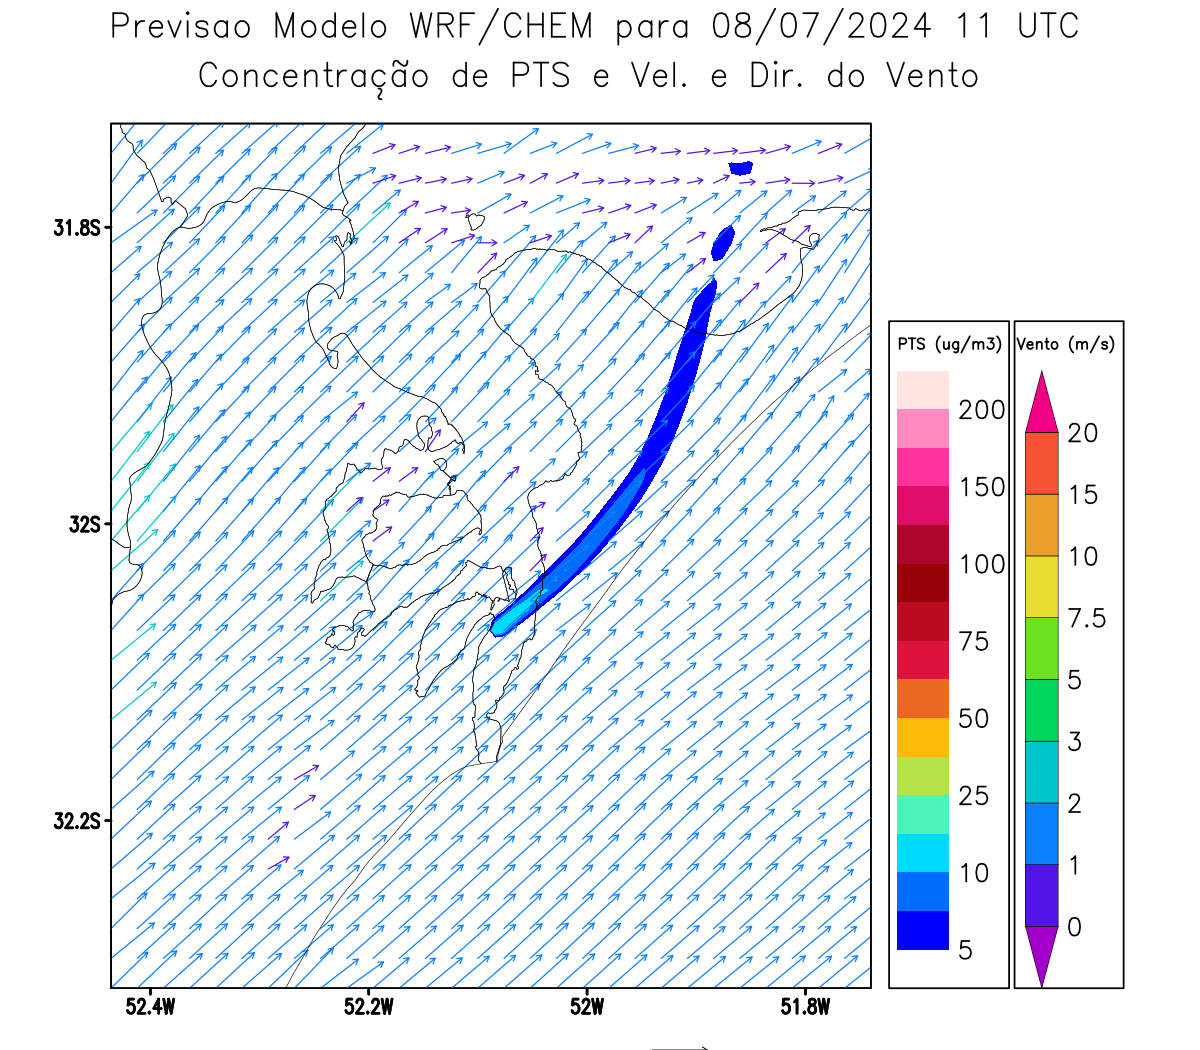 Previsao Modelo WRF/CHEM para 08/07/2024 11 UTC
Concentração de PTS e Vel. e Dir. do Vento
31.8S
32S
32.2S
52.4W
52.2W
52W
51.8W
PTS (ug/m3)
200
150
100
75
50
25
10
5
Vento (m/s)
20
15
10
7.5
5
3
2
1
0